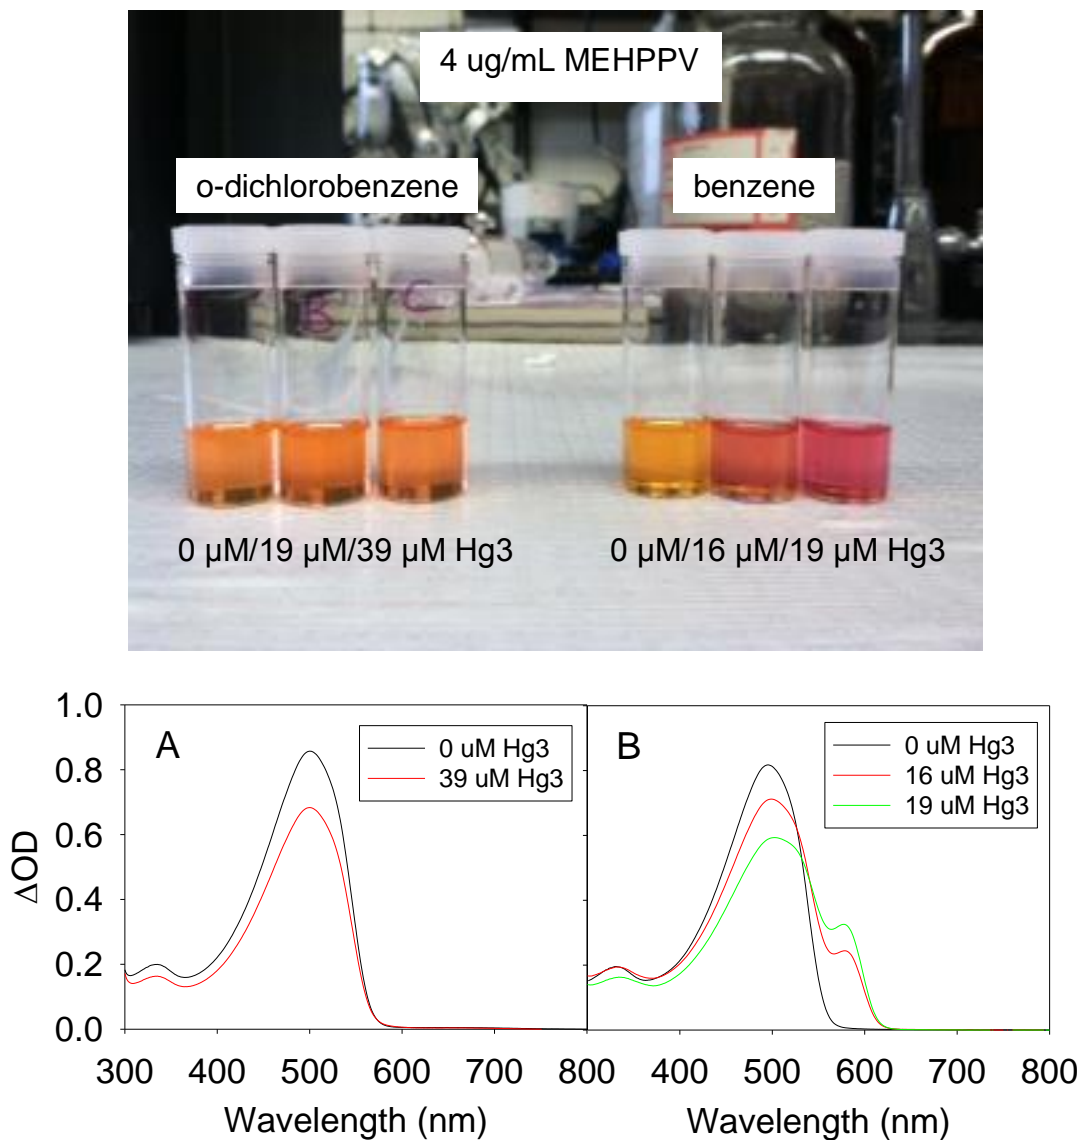 4 ug/mL MEHPPV
o-dichlorobenzene
benzene
B
C
0 μM/19 μM/39 μM Hg3
0 μM/16 μM/19 μM Hg3
A
0 uM Hg3
39 uM Hg3
B
0 uM Hg3
16 uM Hg3
19 uM Hg3
ΔOD
1.0
0.8
0.6
0.4
0.2
0.0
300 400 500 600 700 800
400 500 600 700 800
Wavelength (nm)
Wavelength (nm)